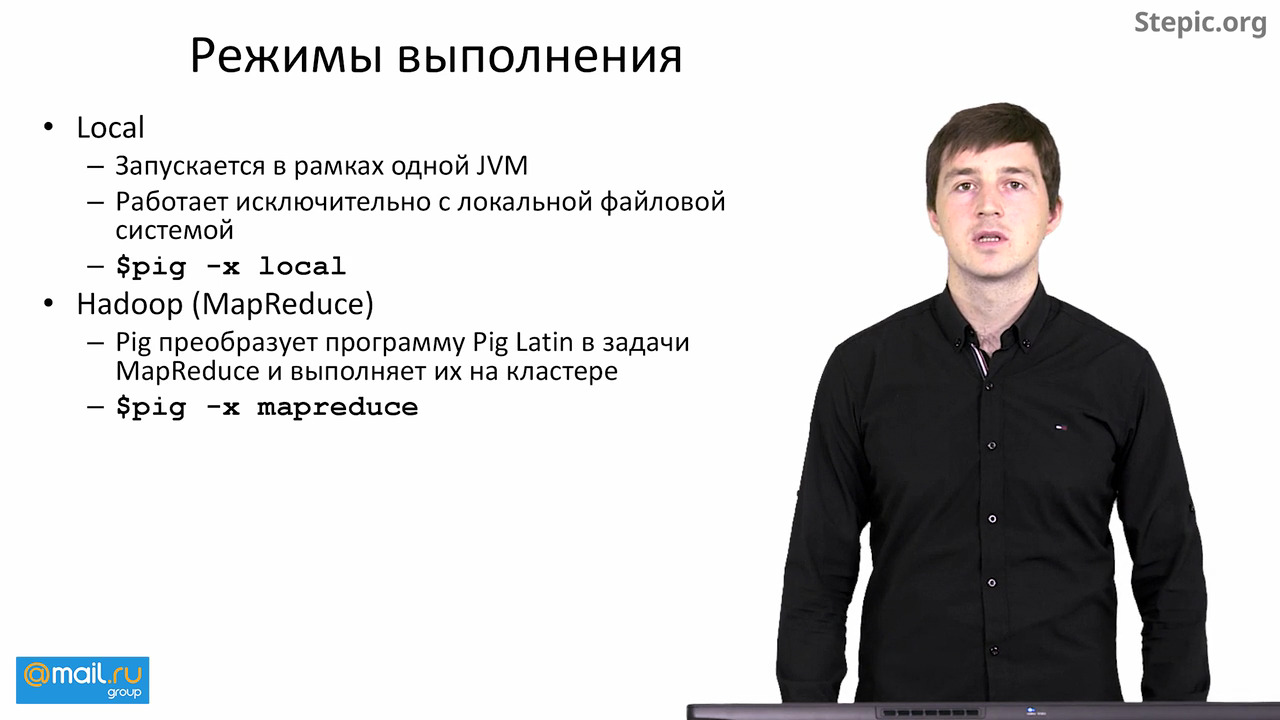 Stepic.org
Режимы выполнения
• Local
– Запускается в рамках одной JVM
– Работает исключительно с локальной файловой
системой
– $pig -x local
• Hadoop (MapReduce)
– Pig преобразует программу Pig Latin в задачи
MapReduce и выполняет их на кластере
– $pig -x mapreduce
@mail.ru
group